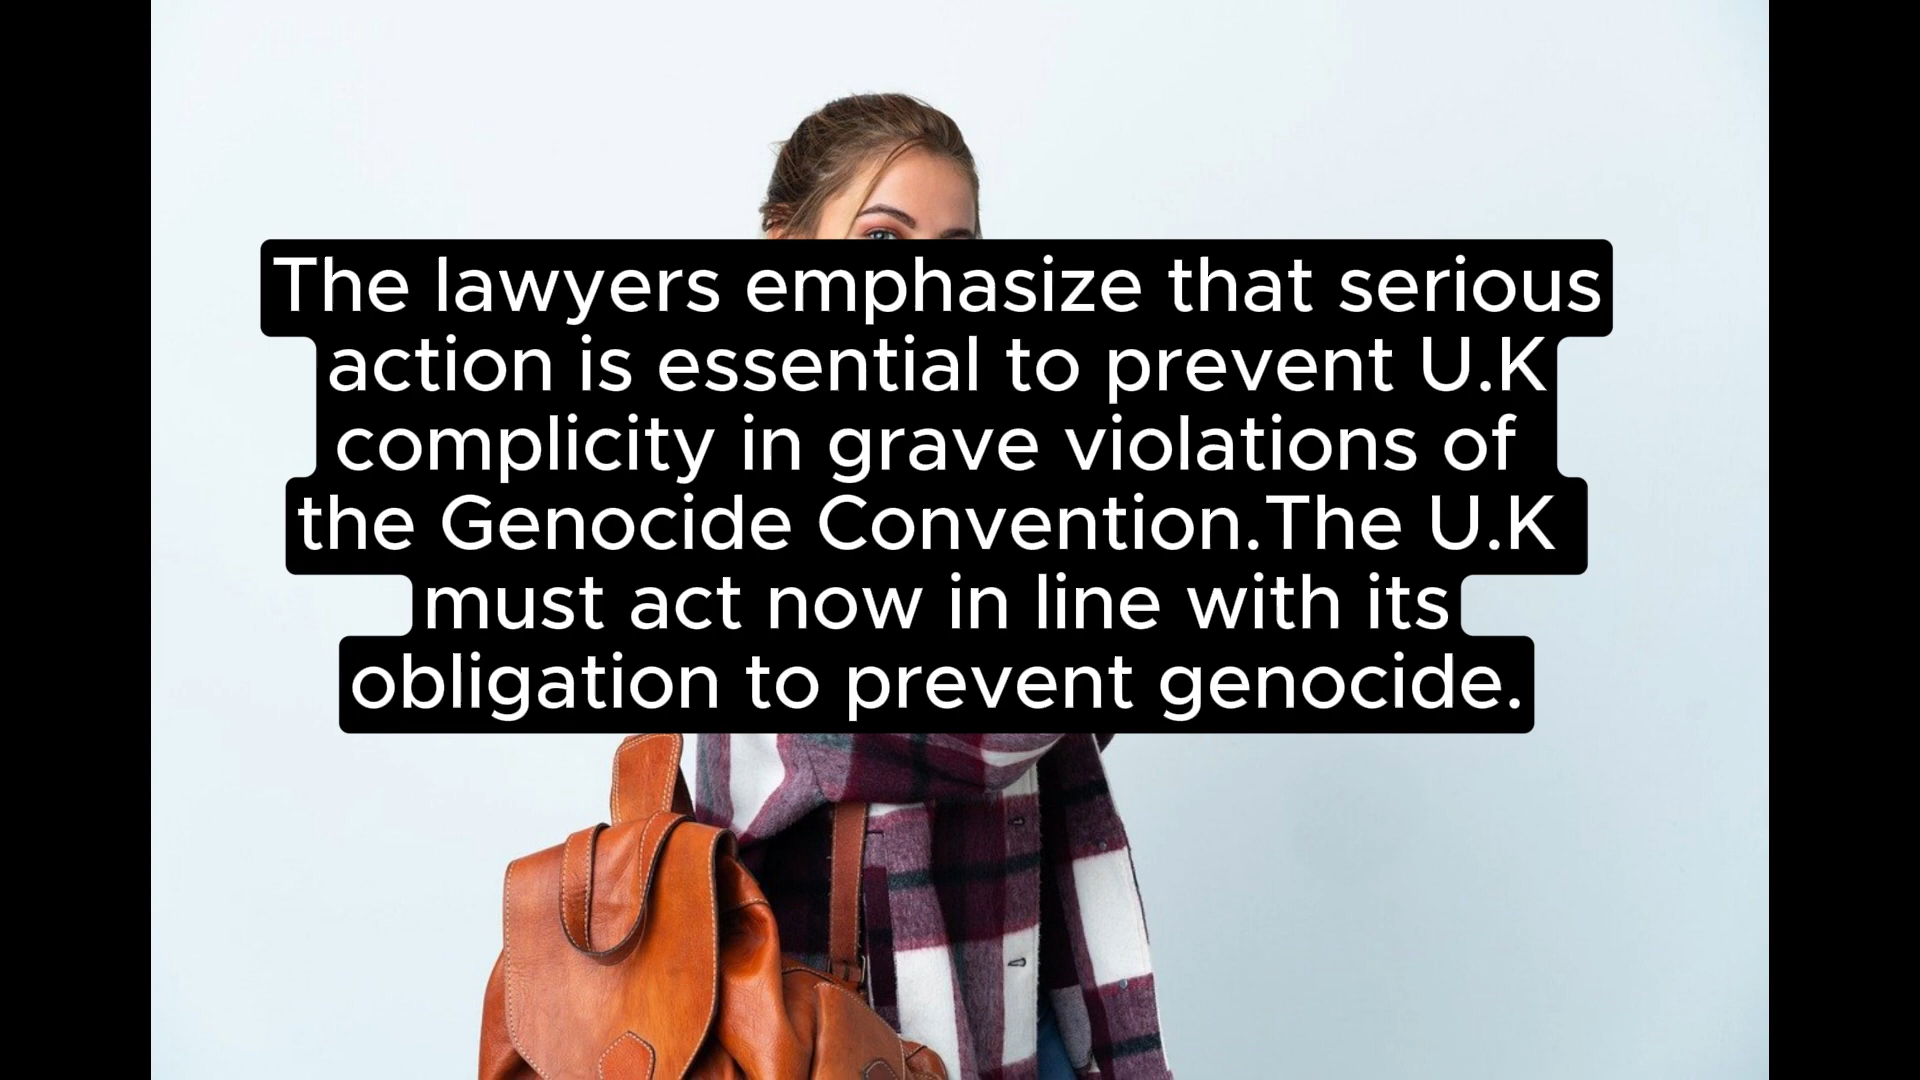 The lawyers emphasize that serious
action is essential to prevent U.K
complicity in grave violations of
the Genocide Convention.The U.K
must act now in line with its
obligation to prevent genocide.